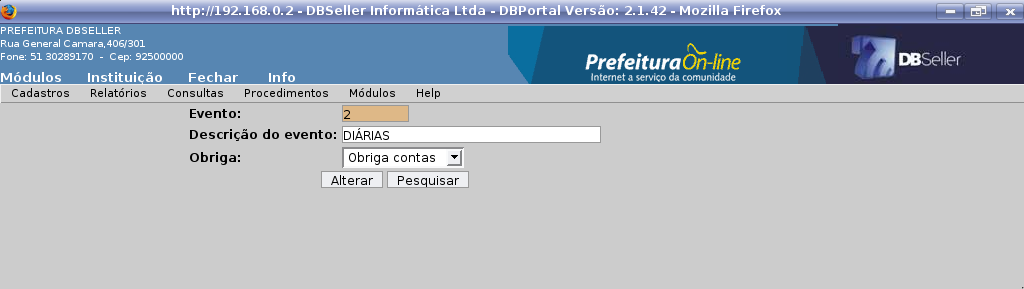 http://192.168.0.2 - DBSeller Informática Ltda - DBPortal Versão: 2.1.42 - Mozilla Firefox
PREFEITURA DBSELLER
Rua General Camara,406/301
Fone: 51 30289170 - Cep: 92500000
Prefeitura On-line
Internet a serviço da comunidade
DBSeller
Módulos Instituição Fechar Info
Cadastros Relatórios Consultas Procedimentos Módulos Help
Evento: 2
Descrição do evento: DIÁRIAS
Obriga: Obriga contas
Alterar Pesquisar